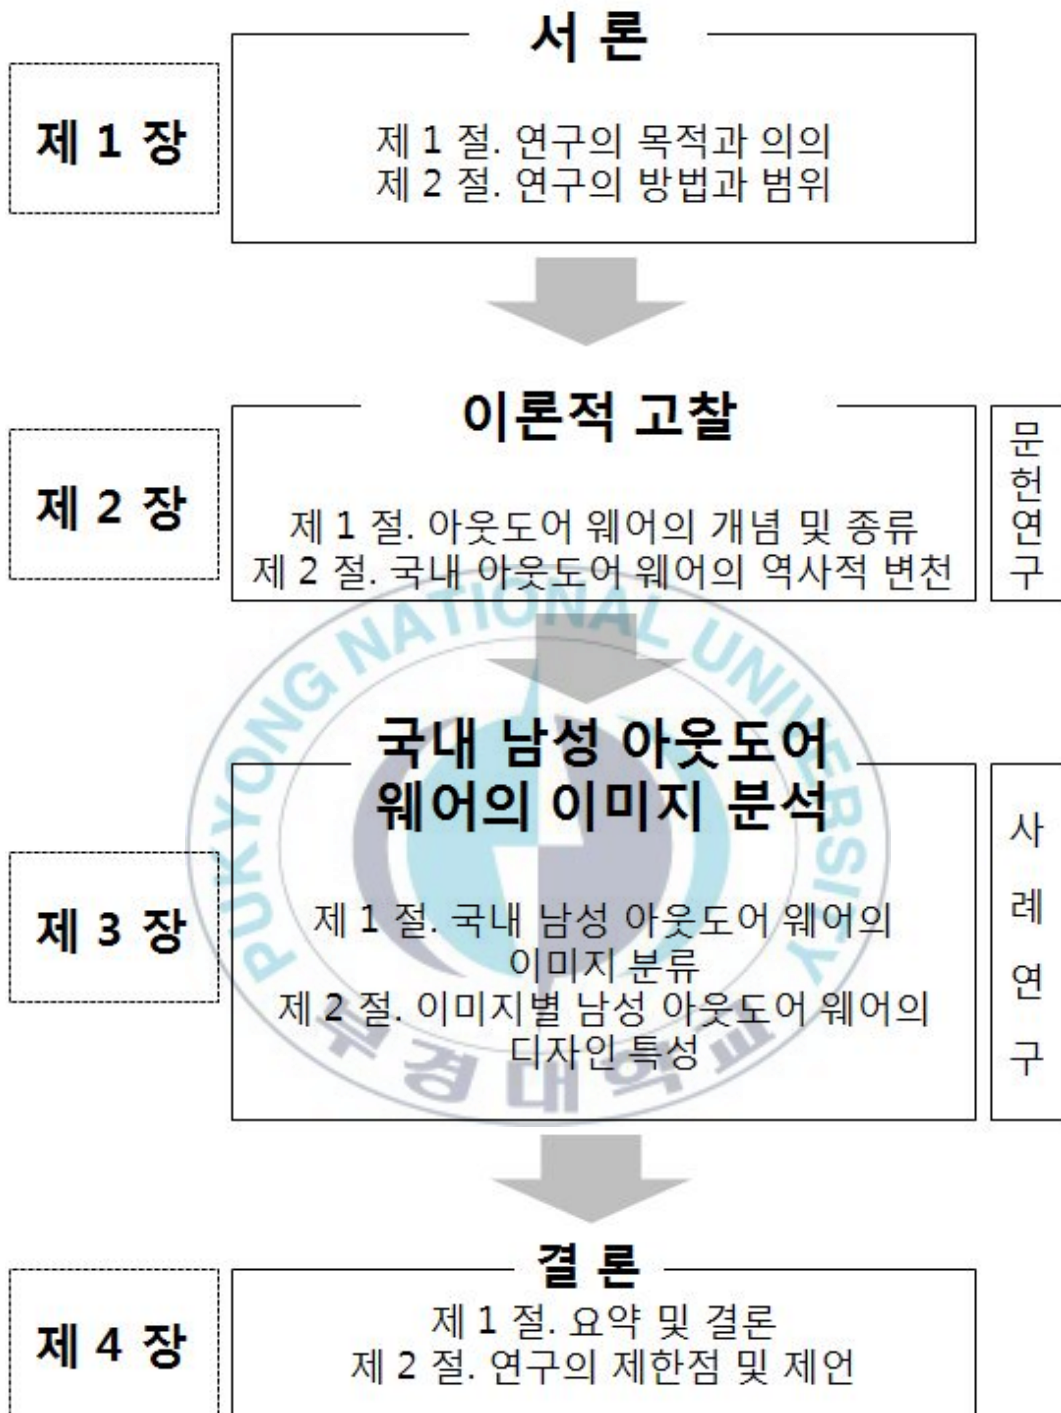 서 론
제 1 장
제 1 절. 연구의 목적과 의의
제 2 절. 연구의 방법과 범위
이론적 고찰
제 2 장
제 1 절. 아웃도어 웨어의 개념 및 종류
제 2 절. 국내 아웃도어 웨어의 역사적 변천
문헌연구
국내 남성 아웃도어
웨어의 이미지 분석
제 3 장
제 1 절. 국내 남성 아웃도어 웨어의
이미지 분류
제 2 절. 이미지별 남성 아웃도어 웨어의
디자인 특성
사례연구
PUKYONG NATIONAL UNIVERSITY
부경대학교
결 론
제 4 장
제 1 절. 요약 및 결론
제 2 절. 연구의 제한점 및 제언